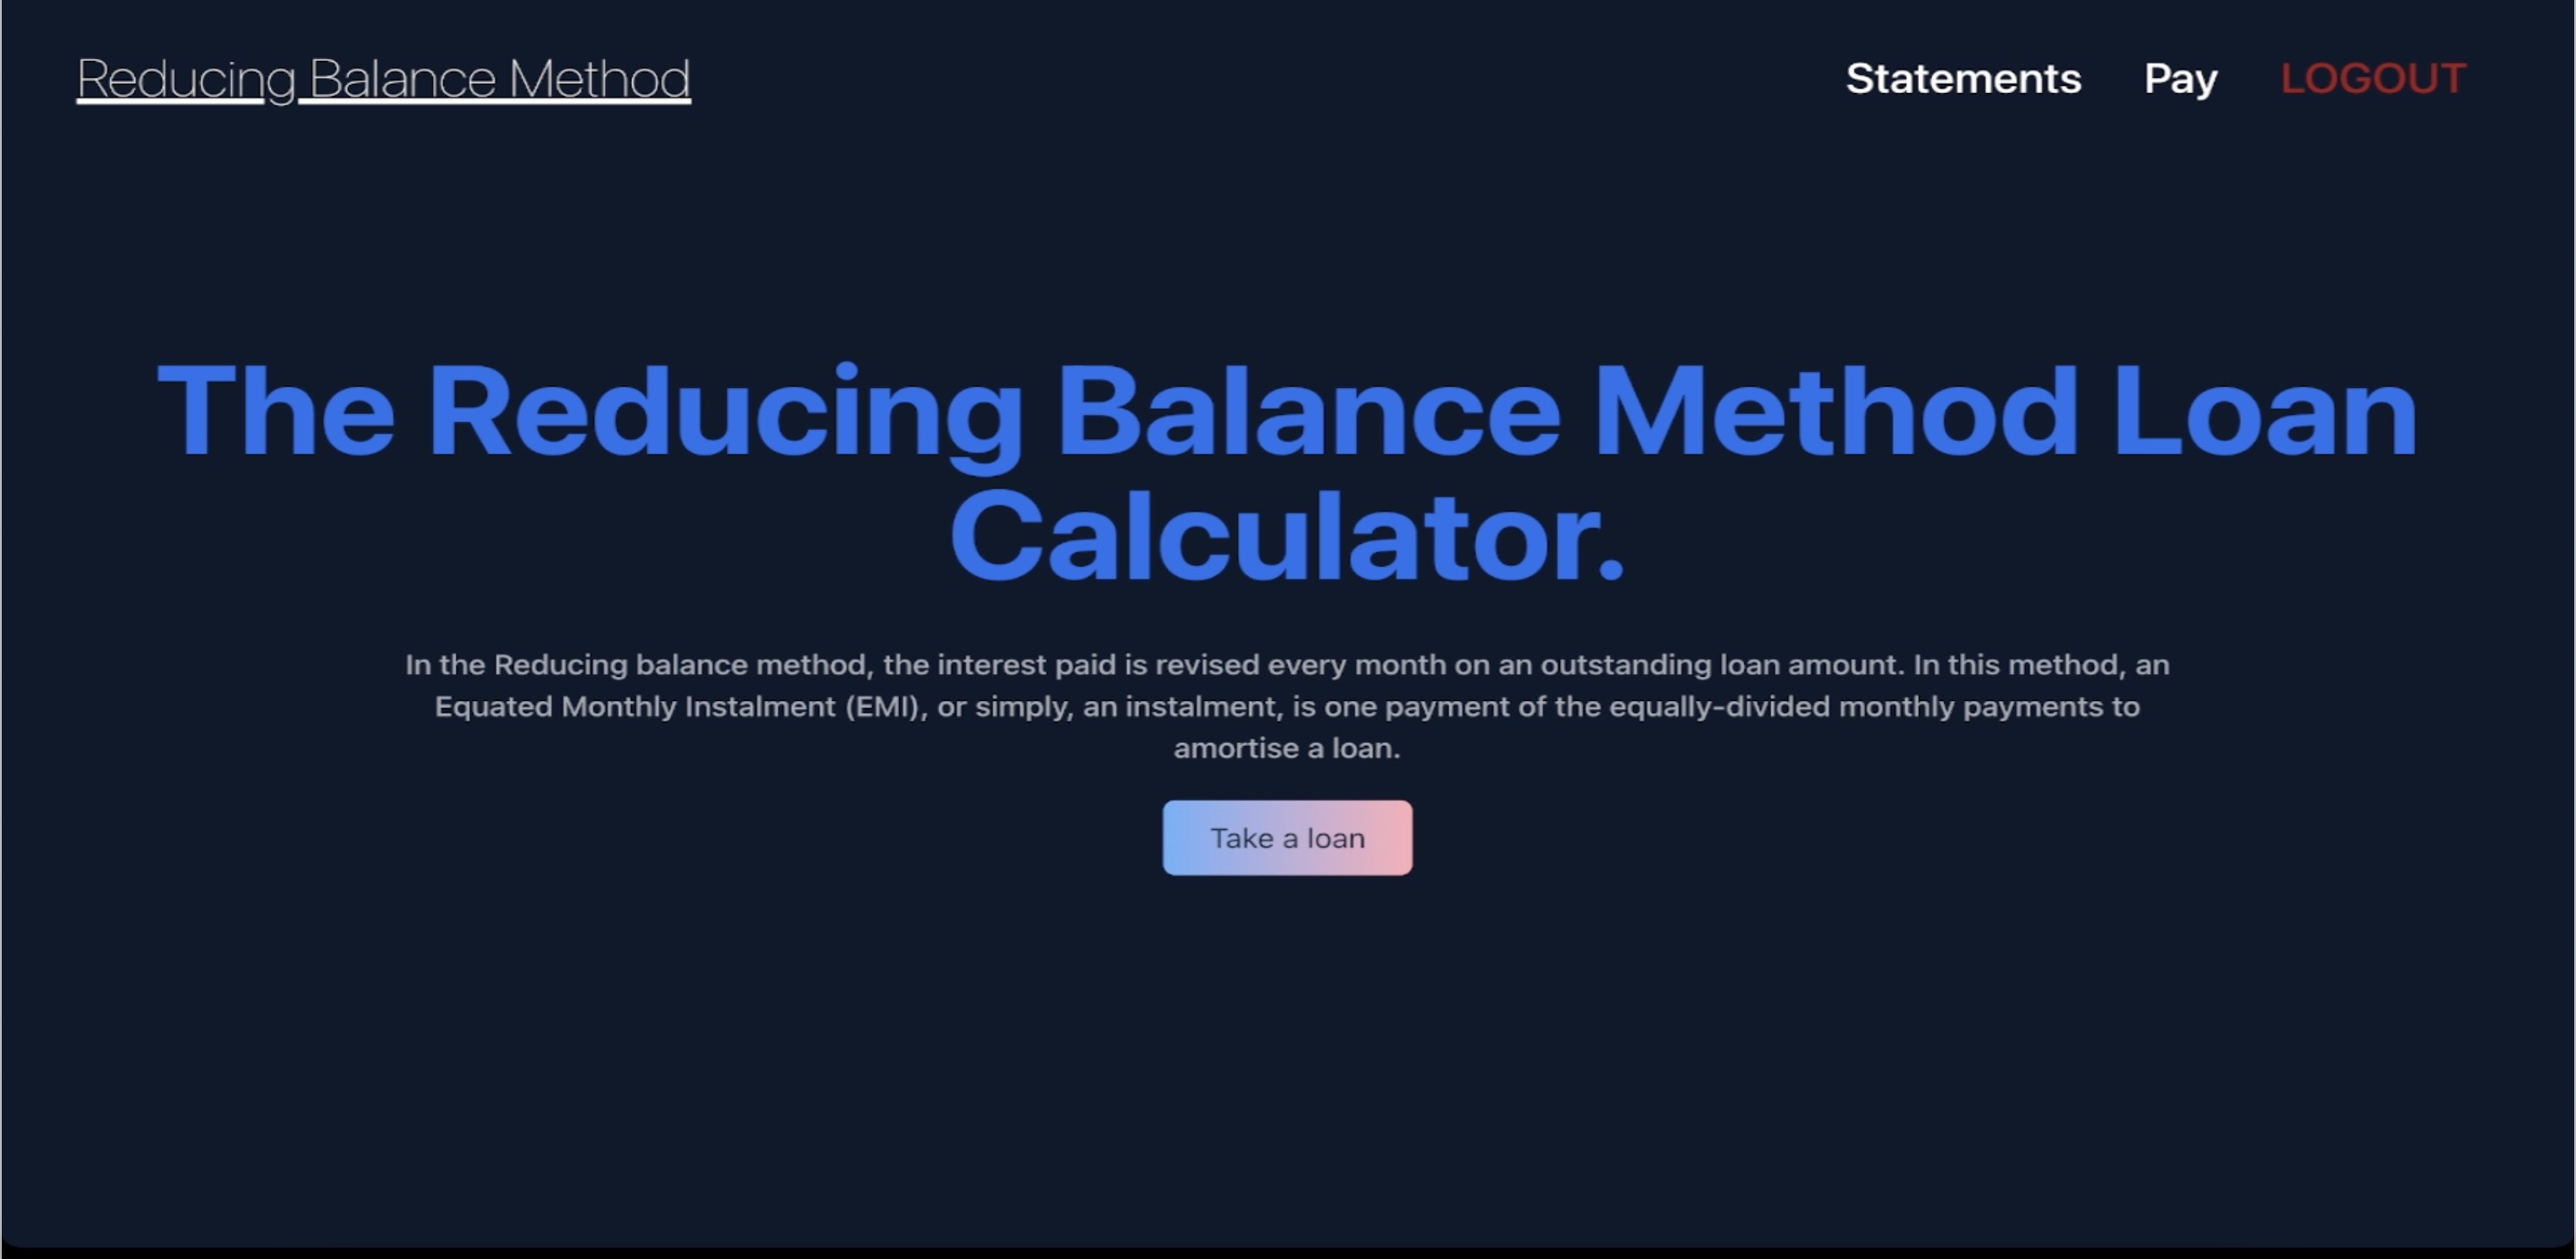 Reducing Balance Method
Statements Pay LOGOUT
The Reducing Balance Method Loan
Calculator.
In the Reducing balance method, the interest paid is revised every month on an outstanding loan amount. In this method, an
Equated Monthly Instalment (EMI), or simply, an instalment, is one payment of the equally-divided monthly payments to
amortise a loan.
Take a loan